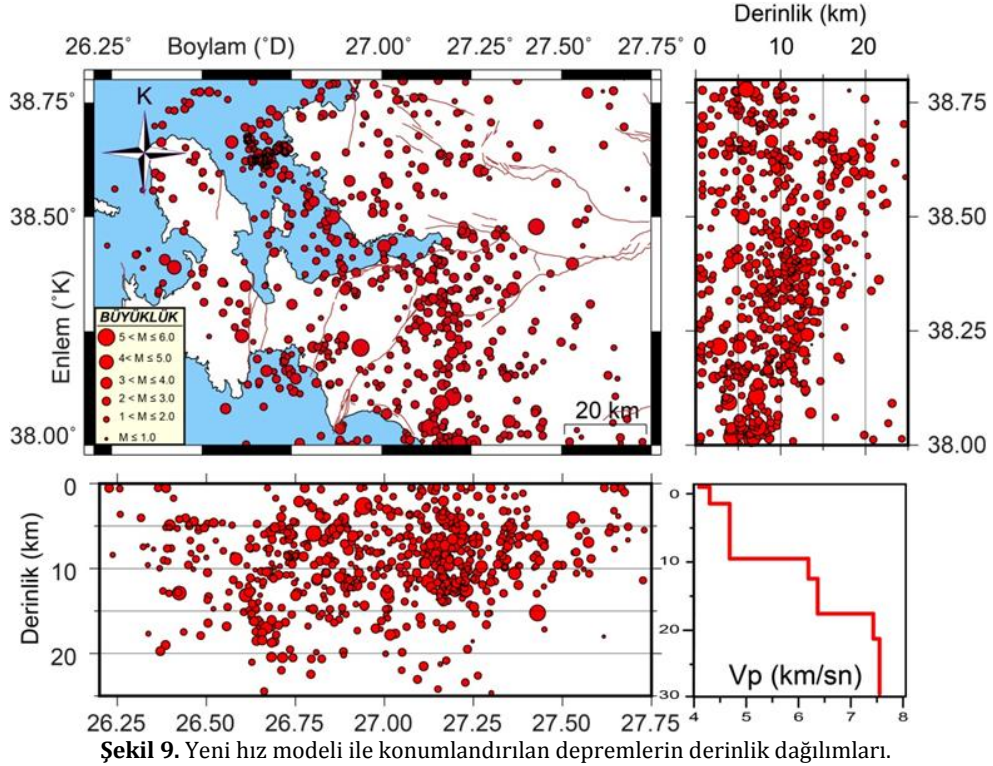 Derinlik (km)
26.25° Boylam (°D) 27.00° 27.25° 27.50° 27.75
0 10 20
38.75°
38.50°
38.25°
38.00°
Enlem (°K)
K
BÜYÜKLÜK
5 < M ≤ 6.0
4< M ≤ 5.0
3 < M ≤ 4.0
2 < M ≤ 3.0
1 < M ≤ 2.0
M ≤ 1.0
20 km
38.75
38.50
38.25
38.00
Derinlik (km)
0
10
20
26.25 26.50 26.75 27.00 27.25 27.50 27.75
0
10
20
30
Vp (km/sn)
4 5 6 7 8
Şekil 9. Yeni hız modeli ile konumlandırılan depremlerin derinlik dağılımları.